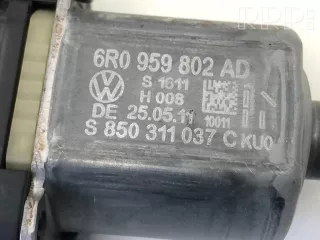 6R0 959 802 AD
S 1611
H 008
DE 25.05.11
10011
S 850 311 037 C KU0